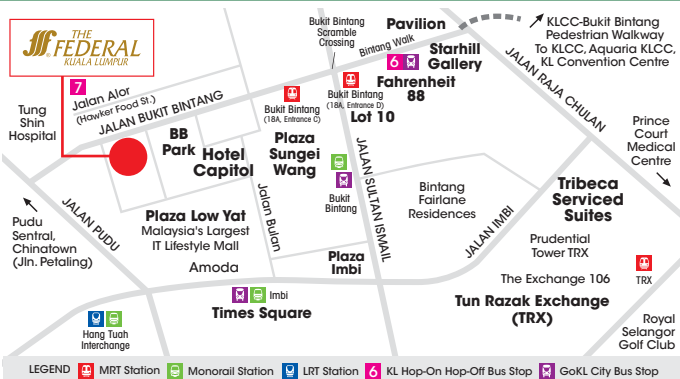 THE
FEDERAL
KUALA LUMPUR
7
Jalan Alor
(Hawker Food St.)
JALAN BUKIT BINTANG
Tung
Shin
Hospital
BB
Park
Hotel
Capitol
Bukit Bintang
Scramble
Crossing
Bintang Walk
Pavilion
6
Starhill
Gallery
Fahrenheit
88
Bukit Bintang
(18A, Entrance C)
Bukit Bintang
(18A, Entrance D)
Lot 10
KLCC-Bukit Bintang
Pedestrian Walkway
To KLCC, Aquaria KLCC,
KL Convention Centre
JALAN RAJA CHULAN
Prince
Court
Medical
Centre
Plaza
Sungei
Wang
Bukit
Bintang
JALAN SULTAN ISMAIL
Bintang
Fairlane
Residences
JALAN IMBI
Tribeca
Serviced
Suites
Prudential
Tower TRX
The Exchange 106
TRX
Tun Razak Exchange
(TRX)
Royal
Selangor
Golf Club
Pudu
Sentral,
Chinatown
(Jln. Petaling)
JALAN PUDU
Plaza Low Yat
Malaysia's Largest
IT Lifestyle Mall
Jalan Bulan
Amoda
Plaza
Imbi
Imbi
Times Square
Hang Tuah
Interchange
LEGEND MRT Station Monorail Station LRT Station 6 KL Hop-On Hop-Off Bus Stop GoKL City Bus Stop